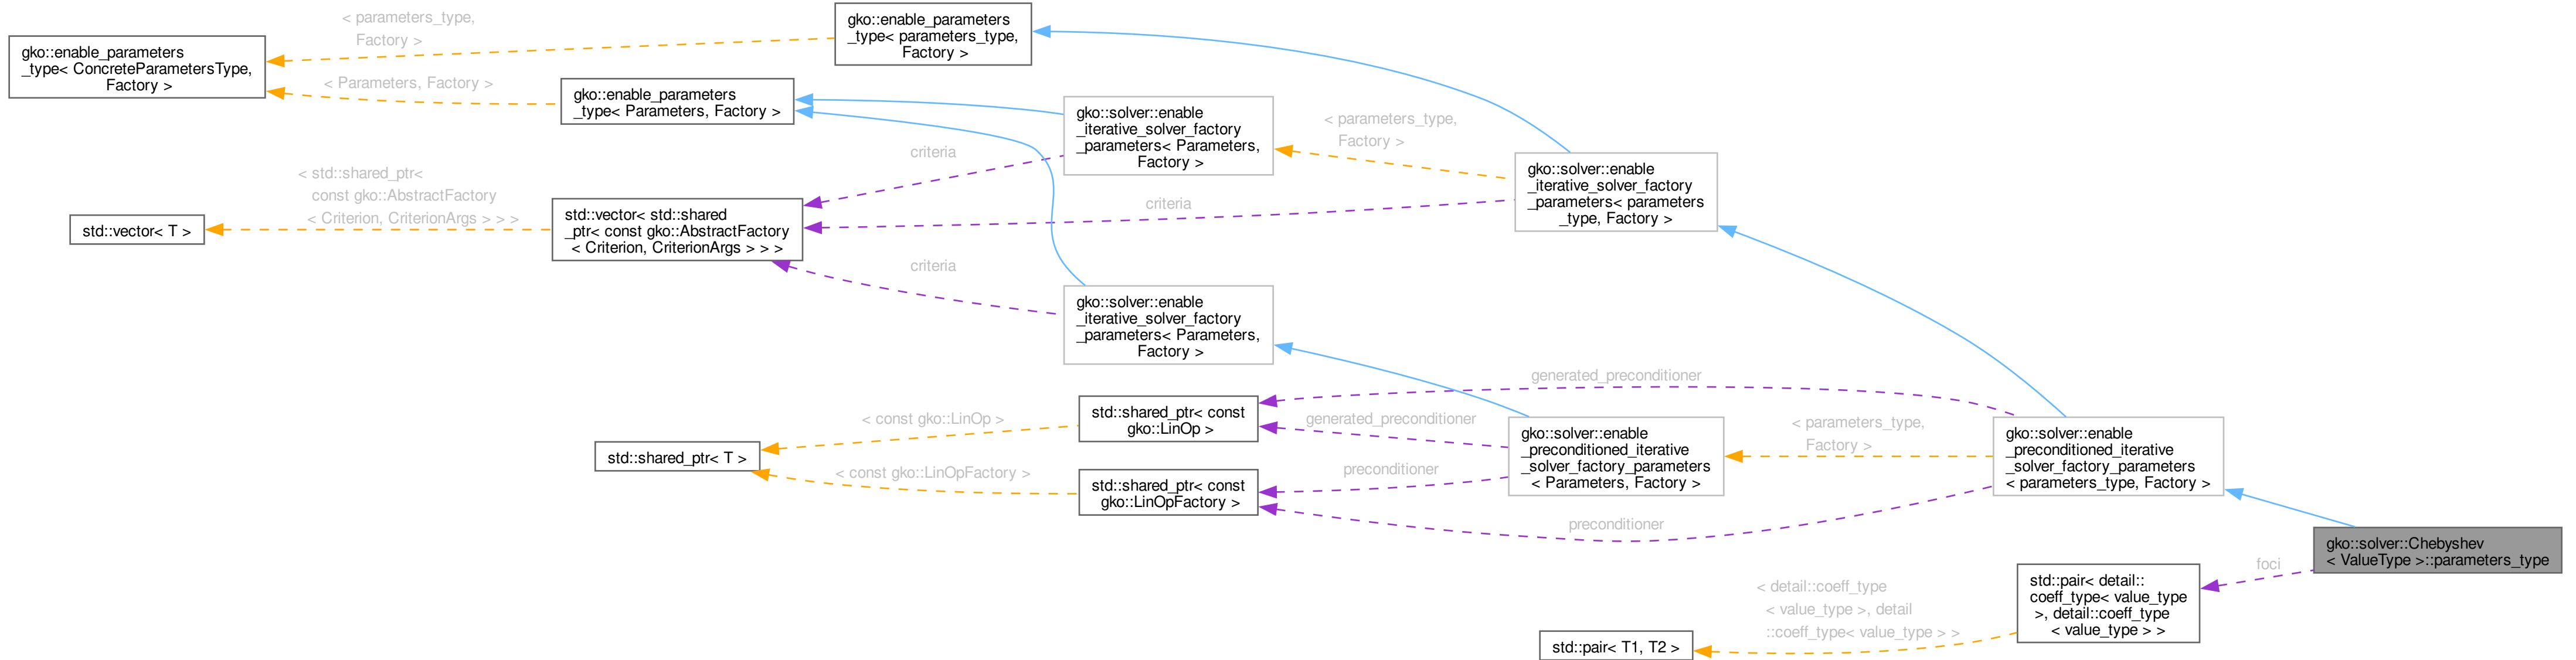 < parameters_type,
Factory >
gko::enable_parameters
_type< ConcreteParametersType,
Factory >
< Parameters, Factory >
gko::enable_parameters
_type< parameters_type,
Factory >
gko::enable_parameters
_type< Parameters, Factory >
gko::solver::enable
_iterative_solver_factory
_parameters< Parameters,
Factory >
< parameters_type,
Factory >
criteria
gko::solver::enable
_iterative_solver_factory
_parameters< parameters
_type, Factory >
< std::shared_ptr<
const gko::AbstractFactory
< Criterion, CriterionArgs > > >
std::vector< T >
std::vector< std::shared
_ptr< const gko::AbstractFactory
< Criterion, CriterionArgs > > >
criteria
criteria
gko::solver::enable
_iterative_solver_factory
_parameters< Parameters,
Factory >
generated_preconditioner
< const gko::LinOp >
std::shared_ptr< const
gko::LinOp >
generated_preconditioner
std::shared_ptr< T >
< const gko::LinOpFactory >
std::shared_ptr< const
gko::LinOpFactory >
preconditioner
gko::solver::enable
_preconditioned_iterative
_solver_factory_parameters
< Parameters, Factory >
< parameters_type,
Factory >
gko::solver::enable
_preconditioned_iterative
_solver_factory_parameters
< parameters_type, Factory >
preconditioner
gko::solver::Chebyshev
< ValueType >::parameters_type
foci
std::pair< detail::
coeff_type< value_type
>, detail::coeff_type
< value_type > >
< detail::coeff_type
< value_type >, detail
::coeff_type< value_type > >
std::pair< T1, T2 >